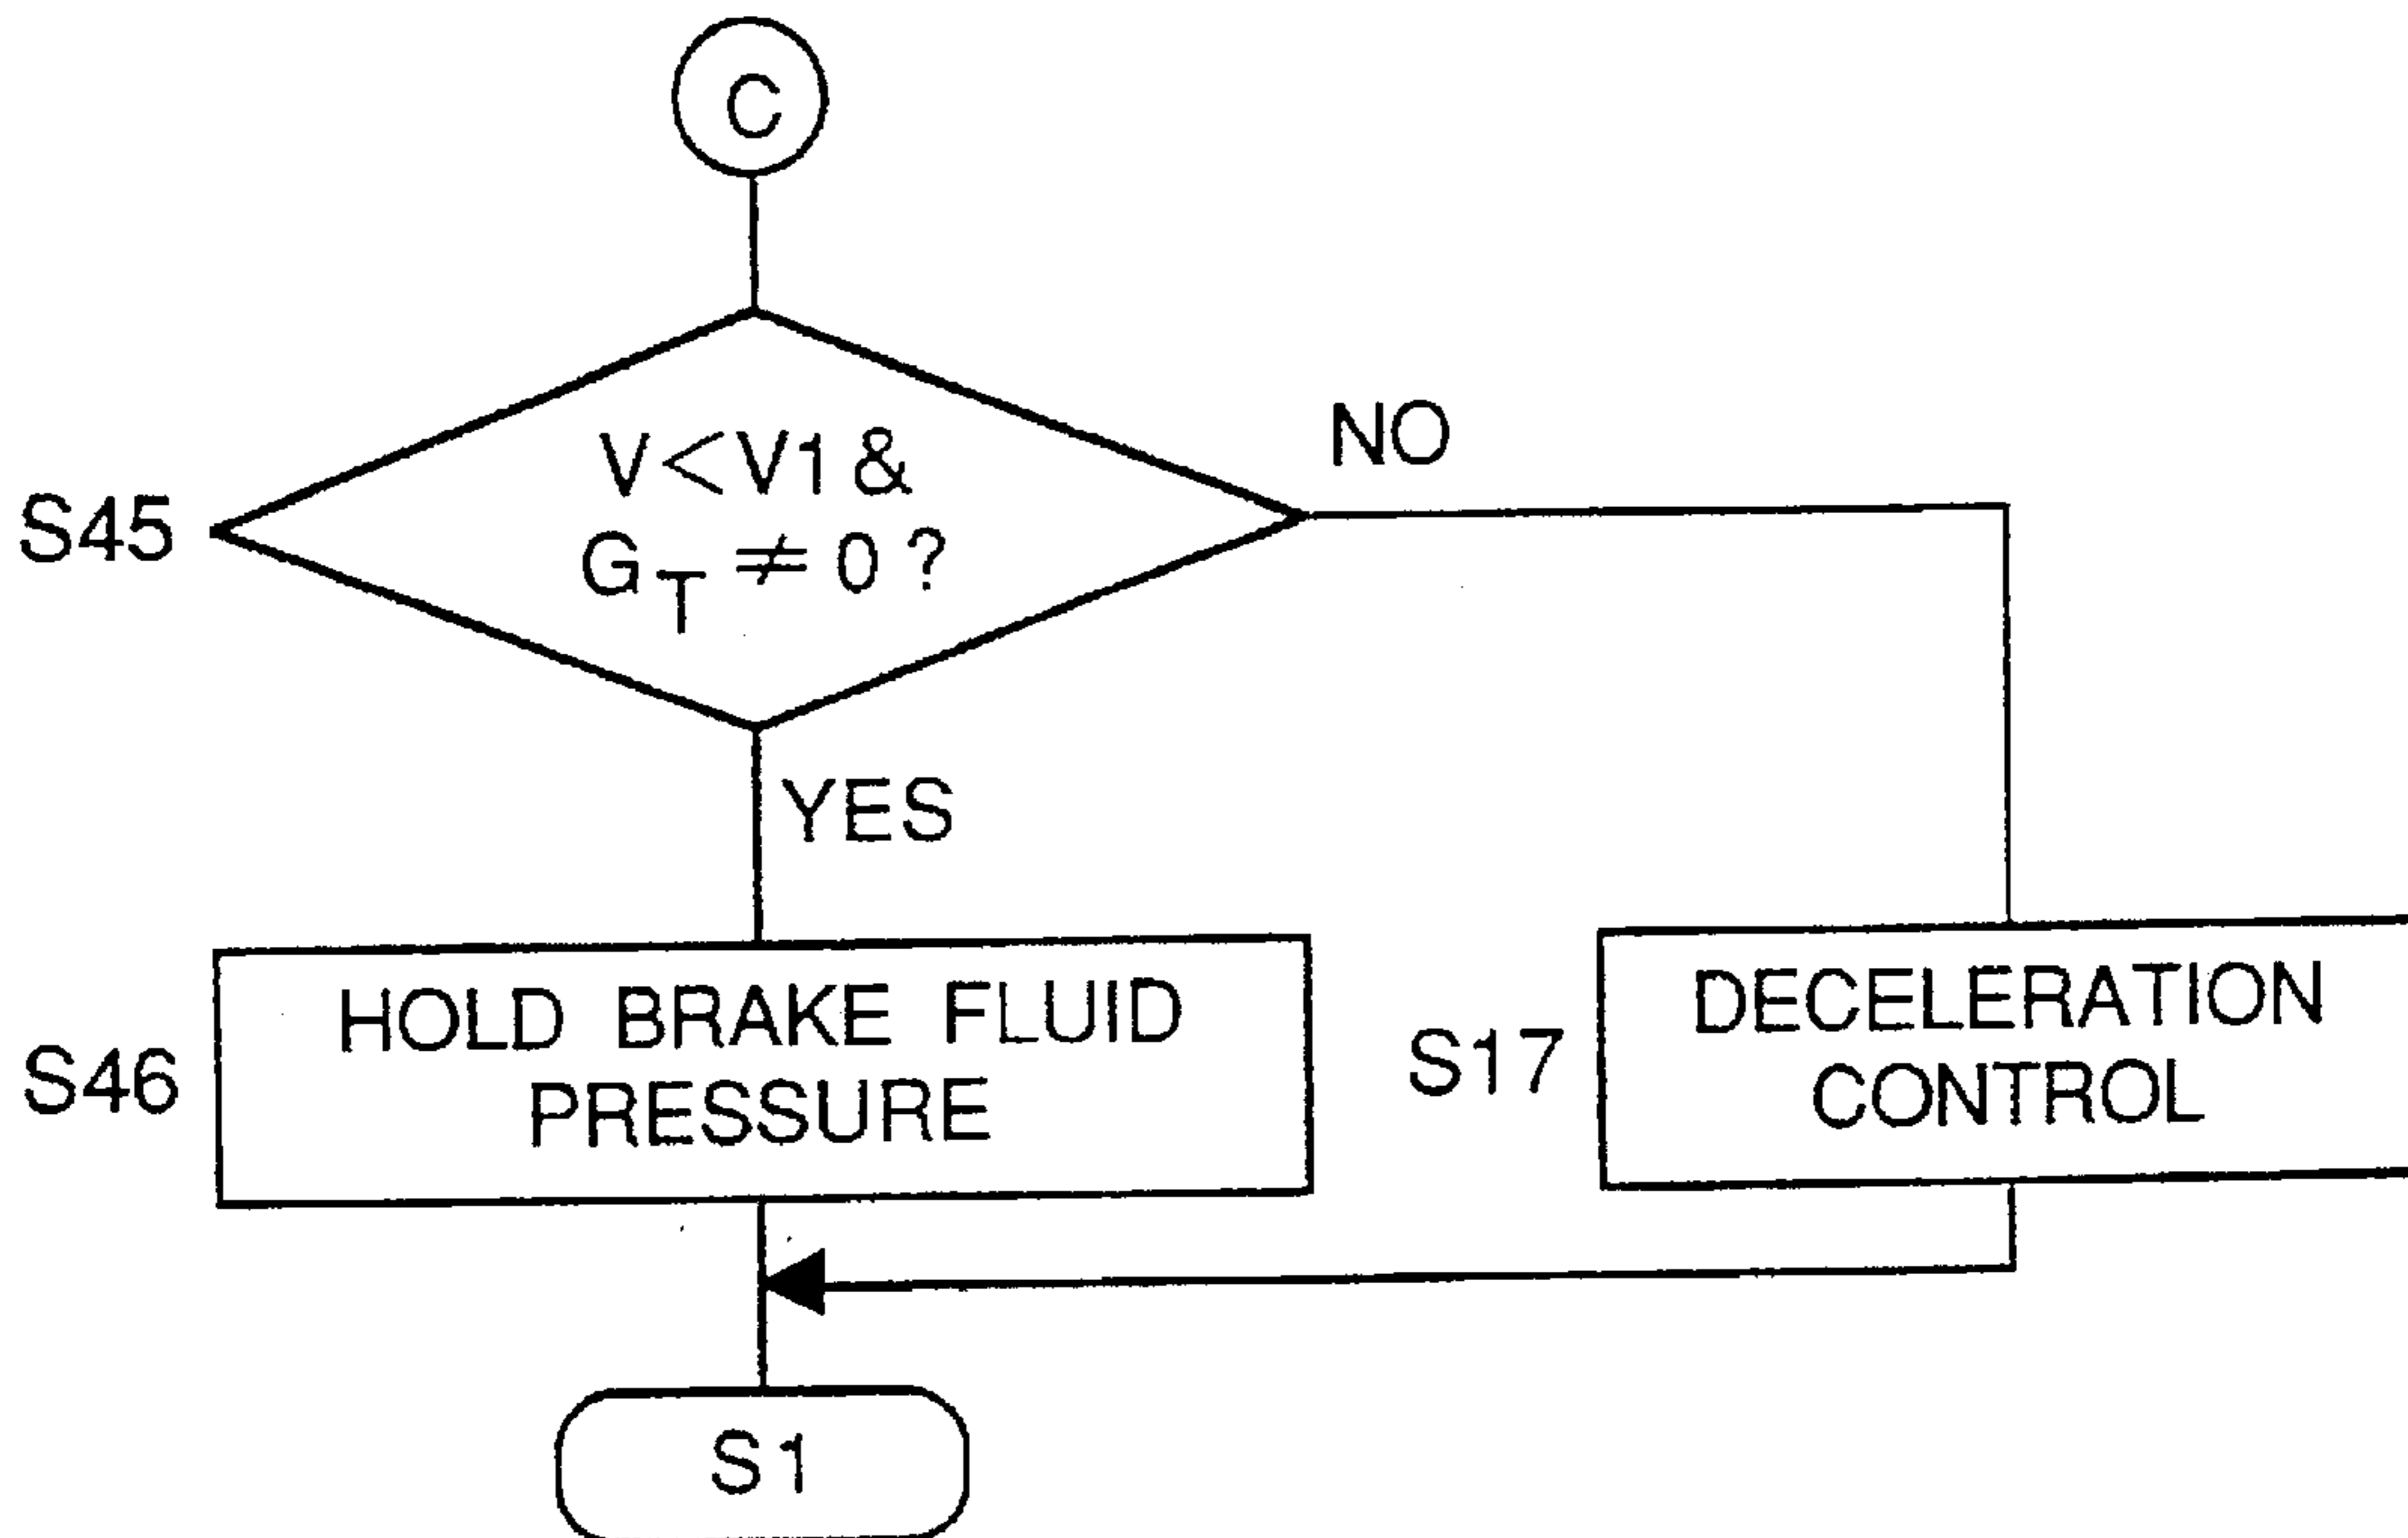 C
V<V1 &
G_T ≠ 0 ?
NO
S45
YES
HOLD BRAKE FLUID
PRESSURE
S46
DECELERATION
CONTROL
S17
S1